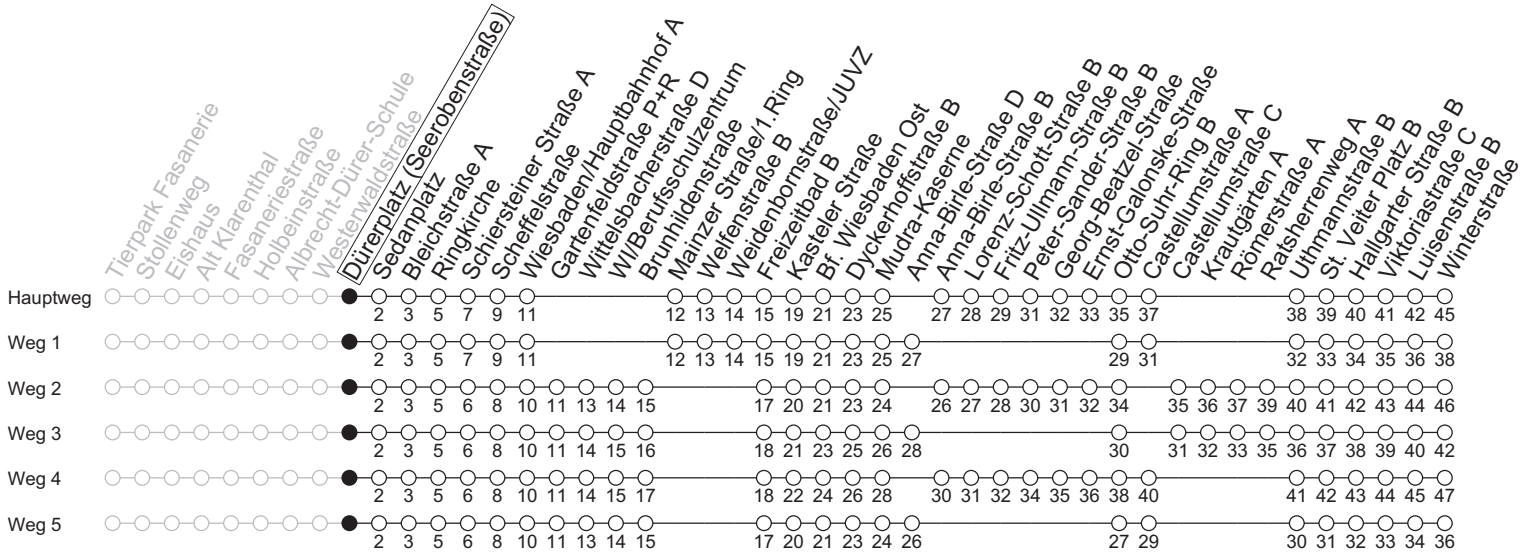 Tierpark Fasanerie
Stollenweg
Eishaus
Alt Klarenthal
Fasaneriestraße
Holbeinstraße
Albrecht-Dürer-Schule
Westerwaldstraße
Dürerplatz (Seerobenstraße)
Sedanplatz
Bleichstraße A
Ringkirche
Schiersteiner Straße A
Scheffelstraße
Wiesbaden/Hauptbahnhof A
Gartenfeldstraße P+R
Wittelsbacherstraße D
WI/Berufsschulzentrum
Brunhildenstraße
Mainzer Straße/1.Ring
Welfenstraße B
Weidenbornstraße/JUVZ
Freizeitbad B
Kasteler Straße
Bf. Wiesbaden Ost
Dyckerhoffstraße B
Mudra-Kaserne
Anna-Birle-Straße D
Anna-Birle-Straße B
Lorenz-Schott-Straße B
Fritz-Ullmann-Straße B
Peter-Sander-Straße B
Georg-Beatzel-Straße
Ernst-Galonske-Straße
Otto-Suhr-Ring B
Castellumstraße A
Castellumstraße C
Krautgärten A
Römerstraße A
Ratsherrenweg A
Uthmannstraße B
St. Veiter Platz B
Hallgarter Straße B
Viktoriastraße C
Luisenstraße B
Winterstraße
Hauptweg
2 3 5 7 9 11 12 13 14 15 19 21 23 25 27 28 29 31 32 33 35 37 38 39 40 41 42 45
Weg 1
2 3 5 7 9 11 12 13 14 15 19 21 23 25 27 29 31 32 33 34 35 36 38
Weg 2
2 3 5 6 8 10 11 13 14 15 17 20 21 23 24 26 27 28 30 31 32 34 35 36 37 39 40 41 42 43 44 46
Weg 3
2 3 5 6 8 10 11 14 15 16 18 21 23 25 26 28 30 31 32 33 35 36 37 38 39 40 42
Weg 4
2 3 5 6 8 10 11 14 15 17 18 22 24 26 28 30 31 32 34 35 36 38 40 41 42 43 44 45 47
Weg 5
2 3 5 6 8 10 11 13 14 15 17 20 21 23 24 26 27 29 30 31 32 33 34 36